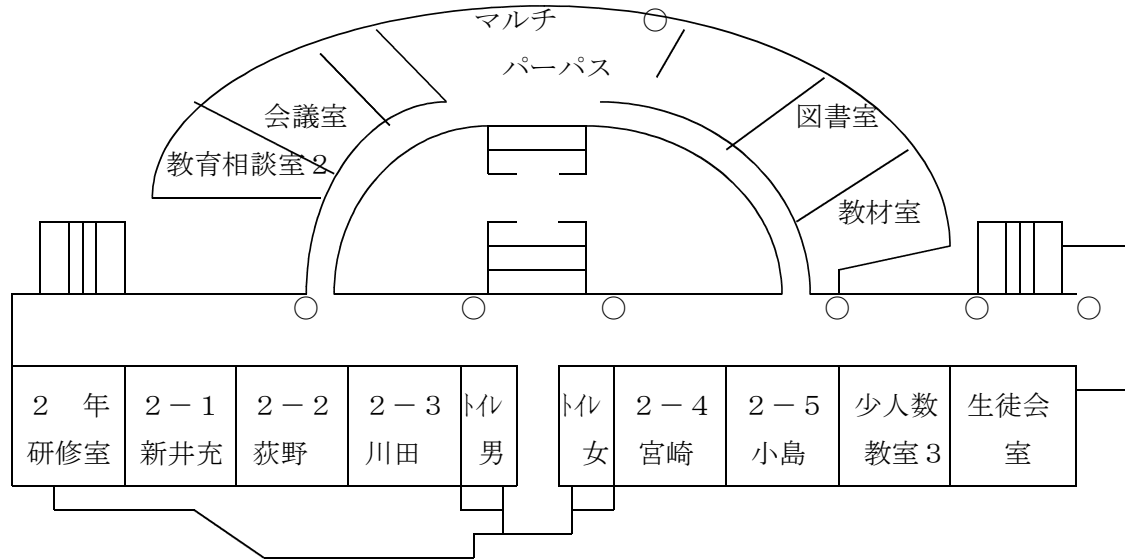 マルチ
パーパス
会議室
図書室
教育相談室２
教材室
２　年
研修室
２－１
新井充
２－２
荻野
２－３
川田
ﾄｲﾚ
男
ﾄｲﾚ
女
２－４
宮崎
２－５
小島
少人数
教室３
生徒会
室